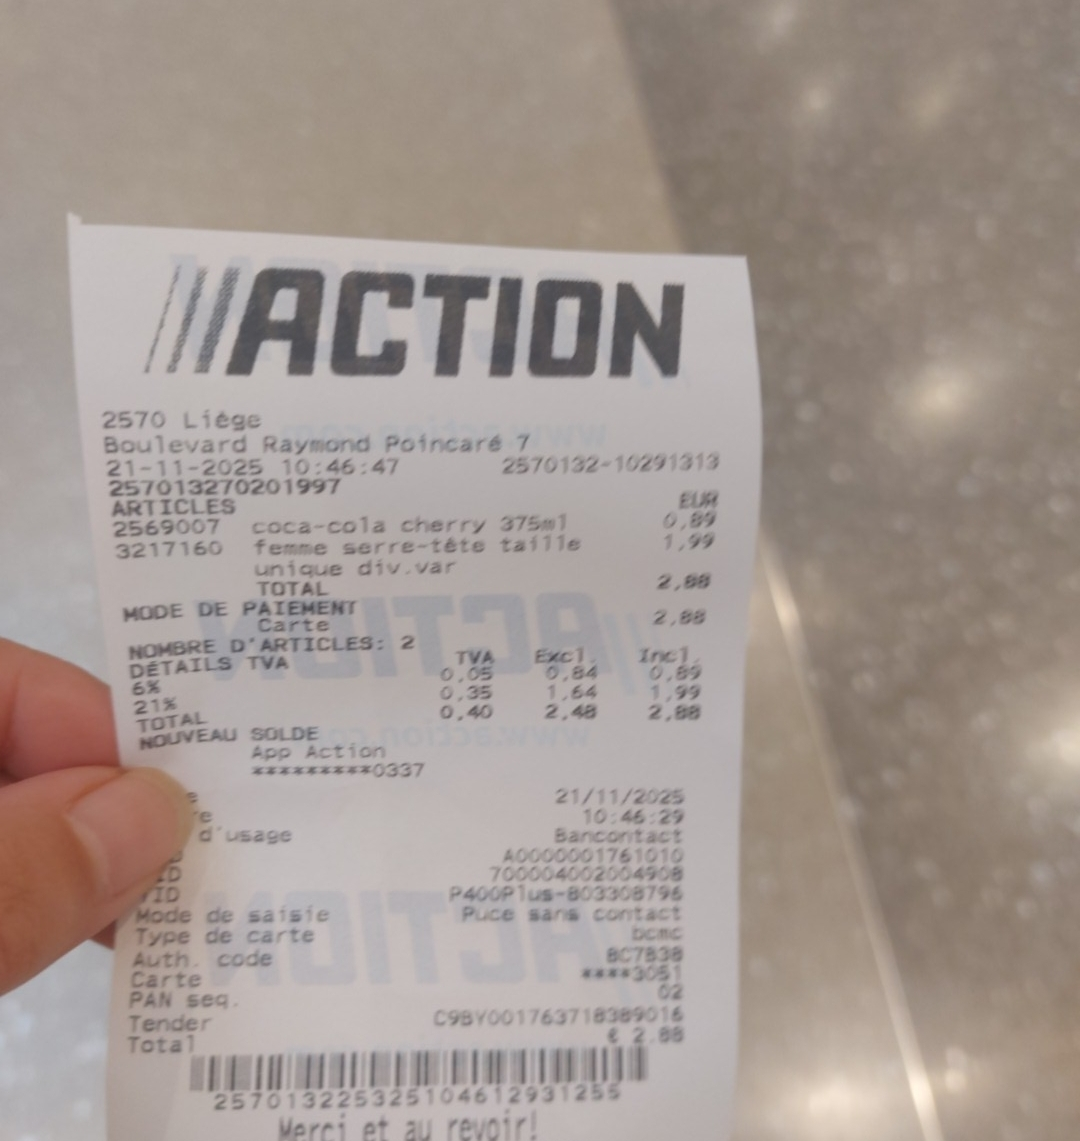 ACTION
2570 Liége
Boulevard Raymond Poincaré 7
21-11-2025 10:46:47 2570132-10291313
257013270201997
ARTICLES EUR
2569007 coca-cola cherry 375ml 0,89
3217160 femme serre-tête taille 1,99
unique div.var
TOTAL 2,88
MODE DE PAIEMENT
Carte 2,88
NOMBRE D'ARTICLES: 2
DÉTAILS TVA TVA Excl. Incl.
6% 0,05 0,84 0,89
21% 0,35 1,64 1,99
TOTAL 0,40 2,48 2,88
NOUVEAU SOLDE
App Action
*********0337
21/11/2025
10:46:29
d'usage Bancontact
A0000001761010
700004002004908
P400Plus-803308796
Mode de saisie Puce sans contact
Type de carte bcmc
Auth. code BC7B38
Carte ****3051
PAN seq. 02
Tender C9BY001763718389016
Total € 2.88
257013225325104612931255
Merci et au revoir!